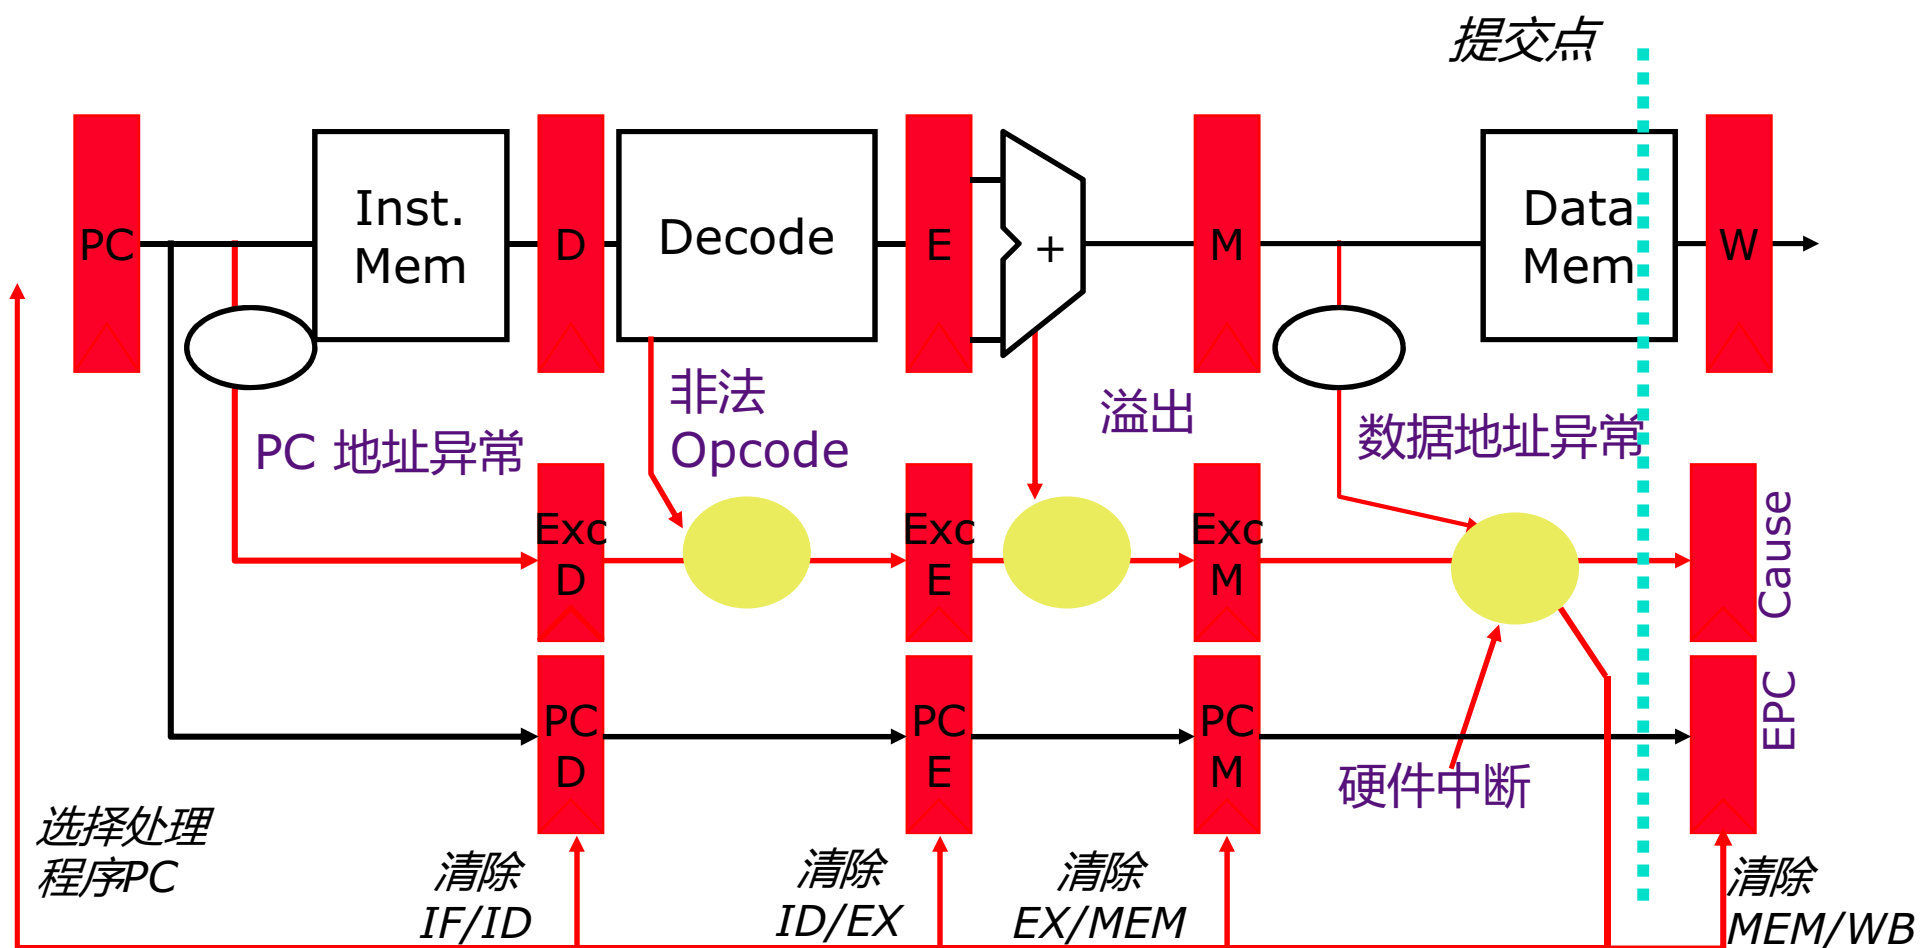 提交点
PC
Inst.
Mem
D
Decode
E
+
M
Data
Mem
W
PC 地址异常
非法
Opcode
溢出
数据地址异常
Exc
D
Exc
E
Exc
M
Cause
PC
D
PC
E
PC
M
EPC
硬件中断
选择处理
程序PC
清除
IF/ID
清除
ID/EX
清除
EX/MEM
清除
MEM/WB